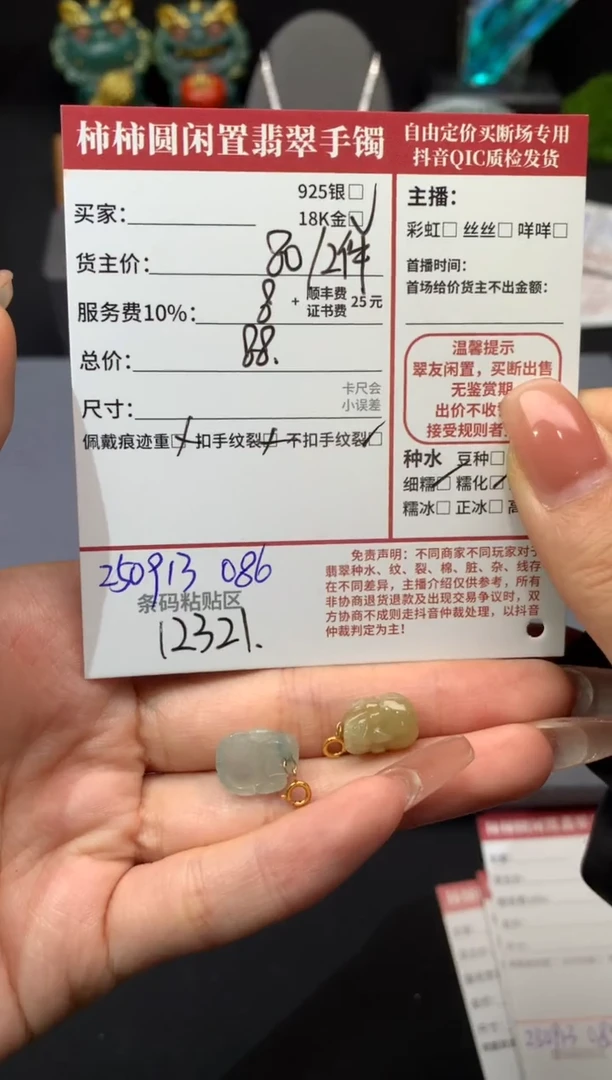 柿柿圆闲置翡翠手镯
自由定价买断场专用
抖音QIC质检发货
925银□
18K金□
买家:
货主价: 80/2件
服务费10%: 8 + 顺丰费 证书费 25元
总价: 88.
尺寸:
卡尺会
小误差
佩戴痕迹重□ 扣手纹裂□ 不扣手纹裂□
主播:
彩虹□ 丝丝□ 咩咩□
首播时间:
首场给价货主不出金额:
温馨提示
翠友闲置,买断出售
无鉴赏期
出价不收
接受规则者
种水 豆种□
细糯□ 糯化□
糯冰□ 正冰□
250913 086
条码粘贴区
12321.
免责声明:不同商家不同玩家对于
翡翠种水、纹、裂、棉、脏、杂、线存
在不同差异,主播介绍仅供参考,所有
非协商退货退款及出现交易争议时,双
方协商不成则走抖音仲裁处理,以抖音
仲裁判定为主!